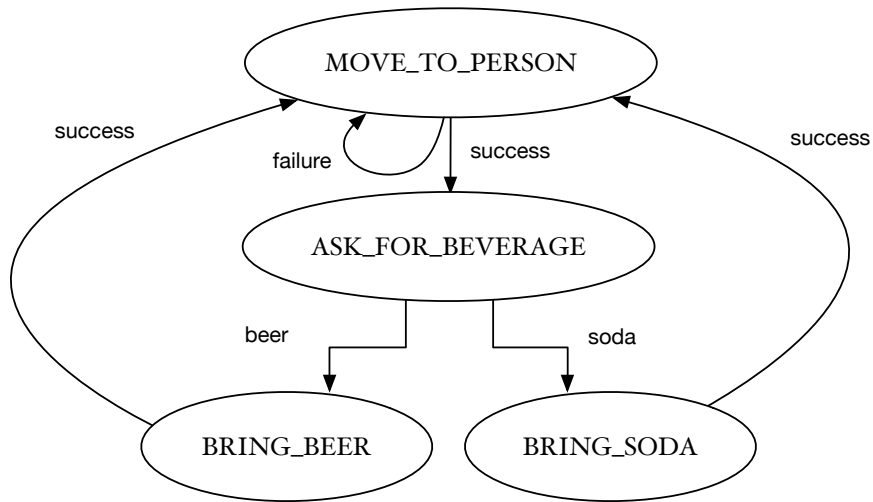 MOVE_TO_PERSON
success
failure
success
success
ASK_FOR_BEVERAGE
beer
soda
BRING_BEER
BRING_SODA